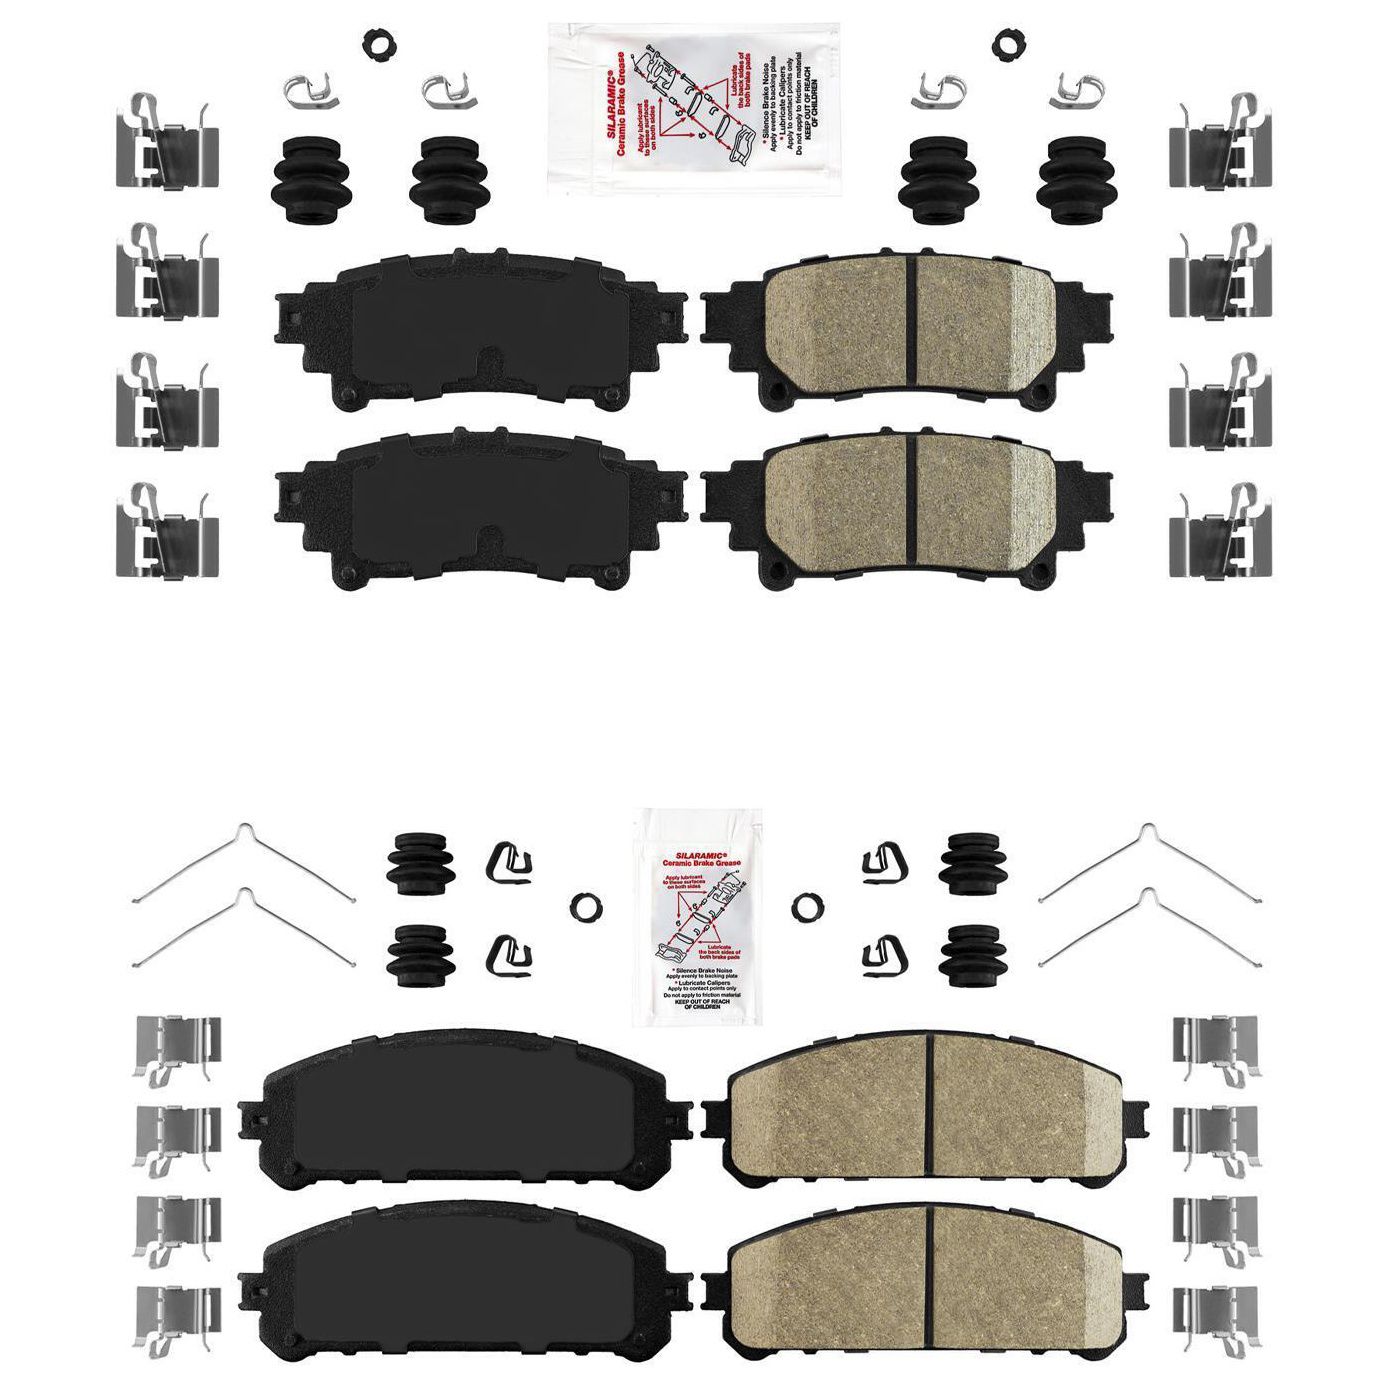 SILARAMIC®
Ceramic Brake Grease
Apply lubricant
to these surfaces
on both sides
Lubricate
the back sides of
both brake pads
* Silence Brake Noise
Apply evenly to backing plate
* Lubricate Calipers
Apply to contact points only
Do not apply to friction material
KEEP OUT OF REACH
OF CHILDREN
SILARAMIC®
Ceramic Brake Grease
Apply lubricant
to these surfaces
on both sides
Lubricate
the back sides of
both brake pads
* Silence Brake Noise
Apply evenly to backing plate
* Lubricate Calipers
Apply to contact points only
Do not apply to friction material
KEEP OUT OF REACH
OF CHILDREN